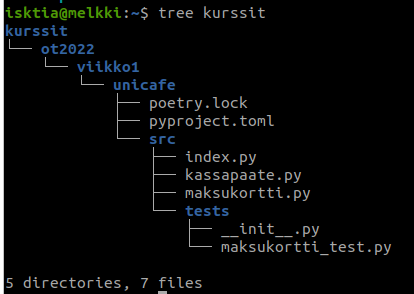 isktia@melkki:~$ tree kurssit
kurssit
└── ot2022
    └── viikko1
        └── unicafe
            ├── poetry.lock
            ├── pyproject.toml
            └── src
                ├── index.py
                ├── kassapaate.py
                ├── maksukortti.py
                └── tests
                    ├── __init__.py
                    └── maksukortti_test.py
5 directories, 7 files